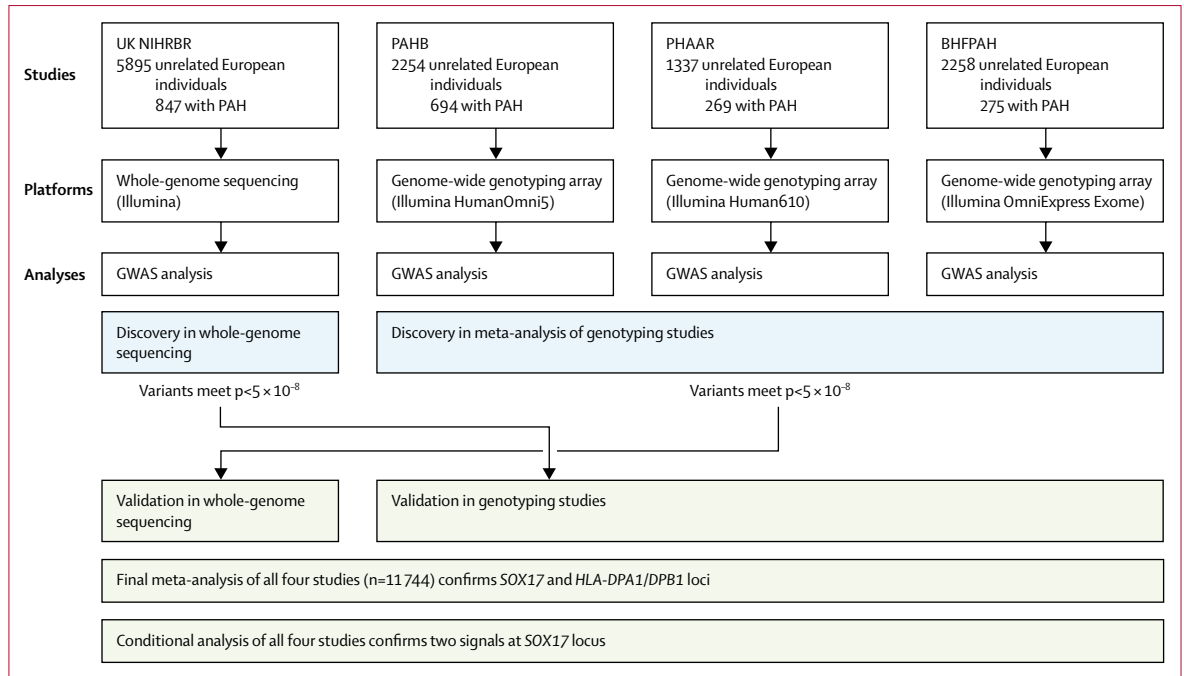 Studies
UK NIHRBR
5895 unrelated European
individuals
847 with PAH
PAHB
2254 unrelated European
individuals
694 with PAH
PHAAR
1337 unrelated European
individuals
269 with PAH
BHFPAH
2258 unrelated European
individuals
275 with PAH
Platforms
Whole-genome sequencing
(Illumina)
Genome-wide genotyping array
(Illumina HumanOmni5)
Genome-wide genotyping array
(Illumina Human610)
Genome-wide genotyping array
(Illumina OmniExpress Exome)
Analyses
GWAS analysis
GWAS analysis
GWAS analysis
GWAS analysis
Discovery in whole-genome
sequencing
Discovery in meta-analysis of genotyping studies
Variants meet p<5 × 10⁻⁸
Variants meet p<5 × 10⁻⁸
Validation in whole-genome
sequencing
Validation in genotyping studies
Final meta-analysis of all four studies (n=11 744) confirms SOX17 and HLA-DPA1/DPB1 loci
Conditional analysis of all four studies confirms two signals at SOX17 locus